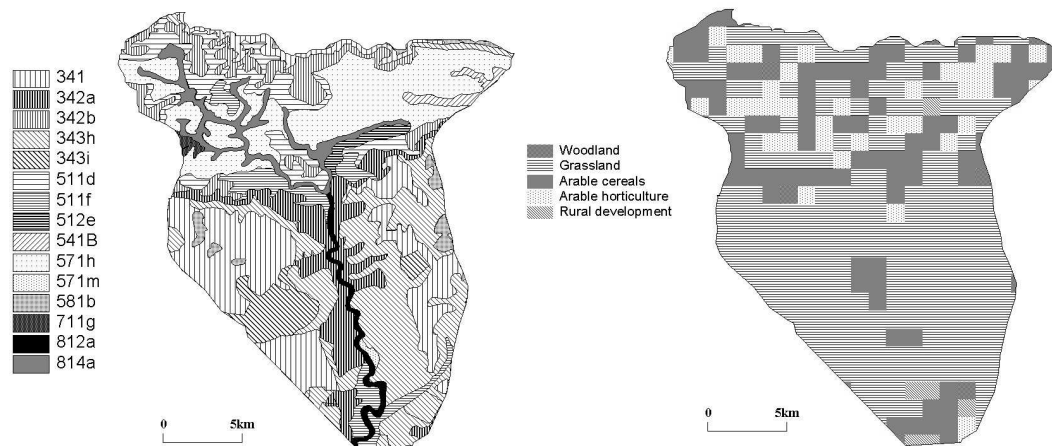 341
342a
342b
343h
343i
511d
511f
512e
541B
571h
571m
581b
711g
812a
814a
0 5km
Woodland
Grassland
Arable cereals
Arable horticulture
Rural development
0 5km